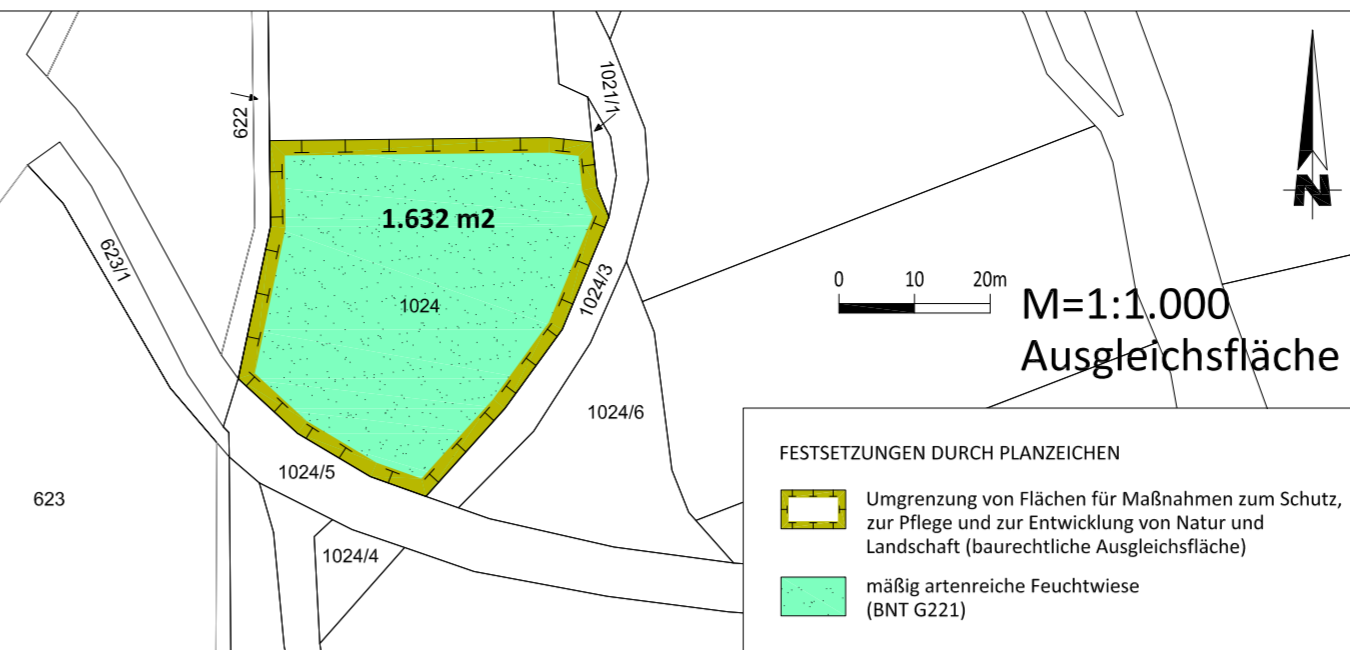 1021/1
622
N
1.632 m2
623/1
0 10 20m
1024/3
1024
M=1:1.000
Ausgleichsfläche
1024/6
FESTSETZUNGEN DURCH PLANZEICHEN
1024/5
623
Umgrenzung von Flächen für Maßnahmen zum Schutz,
zur Pflege und zur Entwicklung von Natur und
Landschaft (baurechtliche Ausgleichsfläche)
1024/4
mäßig artenreiche Feuchtwiese
(BNT G221)